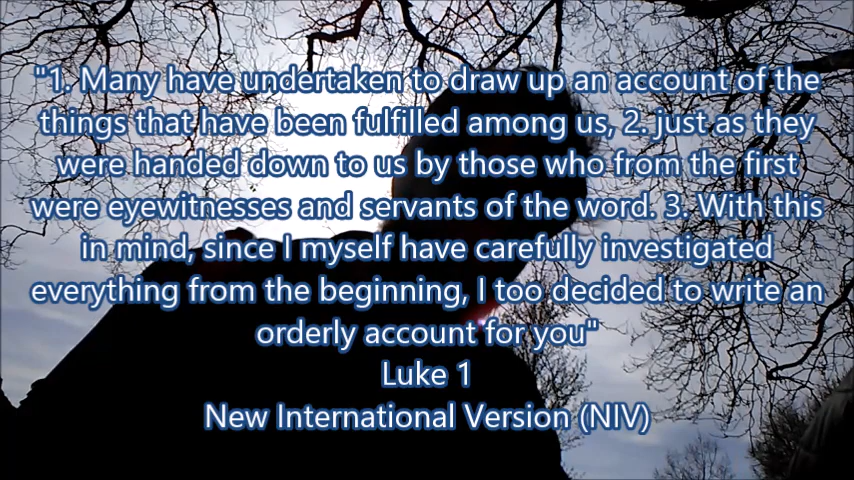 "1. Many have undertaken to draw up an account of the
things that have been fulfilled among us, 2. just as they
were handed down to us by those who from the first
were eyewitnesses and servants of the word. 3. With this
in mind, since I myself have carefully investigated
everything from the beginning, I too decided to write an
orderly account for you"
Luke 1
New International Version (NIV)